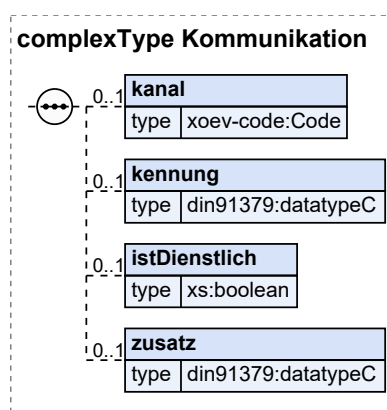 complexType Kommunikation
0..1 kanal
type xoev-code:Code
0..1 kennung
type din91379:datatypeC
0..1 istDienstlich
type xs:boolean
0..1 zusatz
type din91379:datatypeC